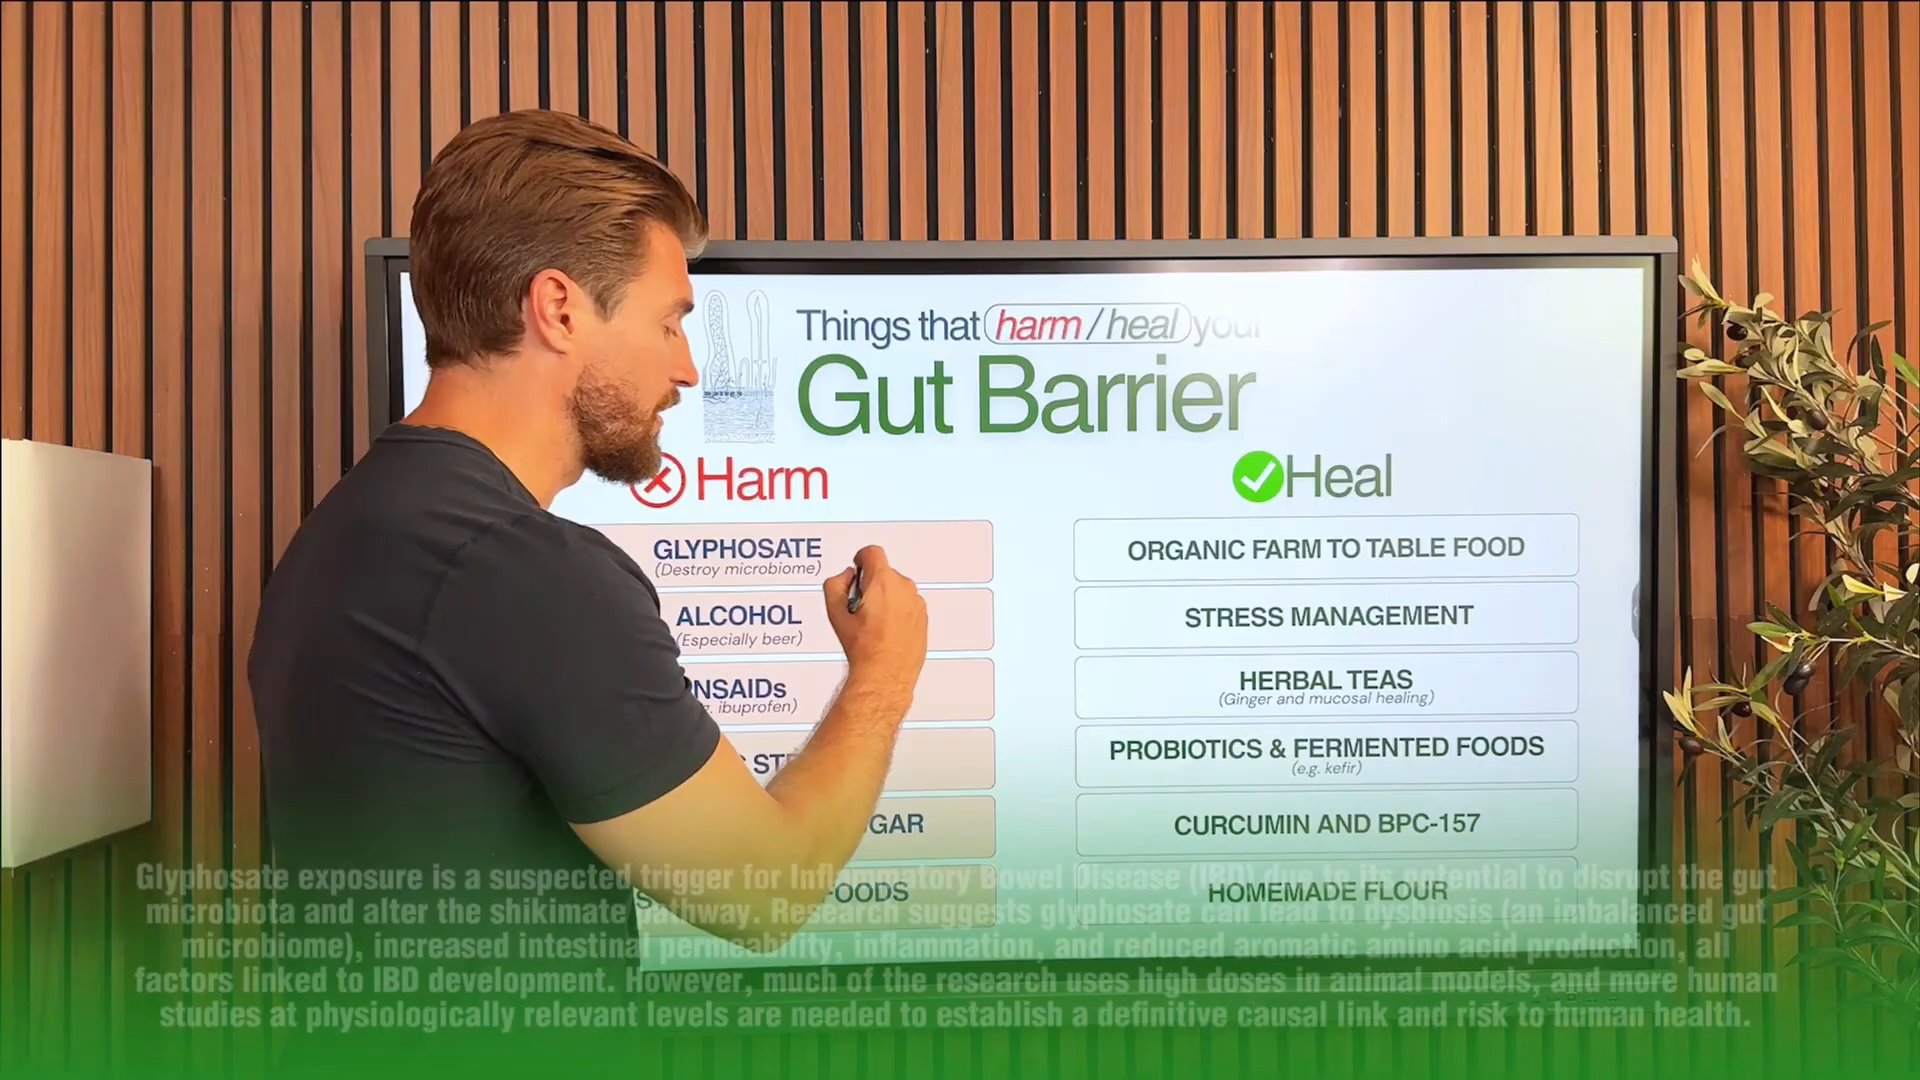 Things that harm / heal your
Gut Barrier
Harm
Heal
GLYPHOSATE
(Destroy microbiome)
ALCOHOL
(Especially beer)
NSAIDs
ibuprofen)
FOODS
ORGANIC FARM TO TABLE FOOD
STRESS MANAGEMENT
HERBAL TEAS
(Ginger and mucosal healing)
PROBIOTICS & FERMENTED FOODS
(e.g. kefir)
CURCUMIN AND BPC-157
HOMEMADE FLOUR
Glyphosate exposure is a suspected trigger for Inflammatory Bowel Disease (IBD) due to its potential to disrupt the gut
microbiota and alter the shikimate pathway. Research suggests glyphosate can lead to dysbiosis (an imbalanced gut
microbiome), increased intestinal permeability, inflammation, and reduced aromatic amino acid production, all
factors linked to IBD development. However, much of the research uses high doses in animal models, and more human
studies at physiologically relevant levels are needed to establish a definitive causal link and risk to human health.